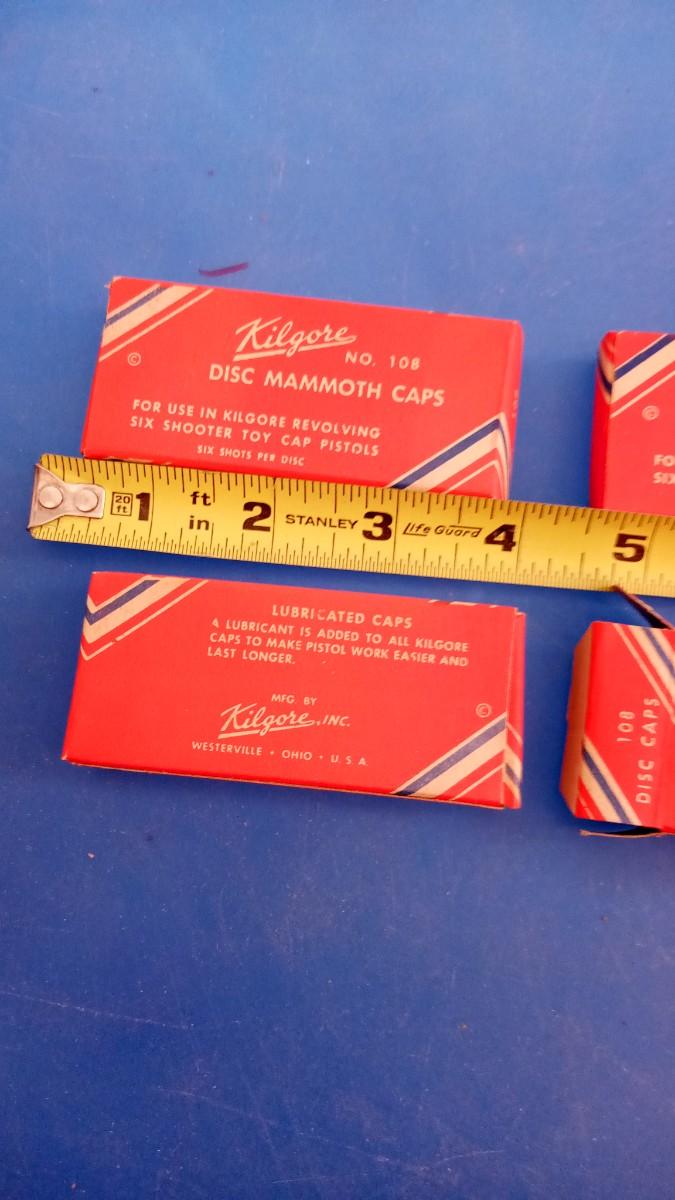 Kilgore
NO. 108
DISC MAMMOTH CAPS
©
FOR USE IN KILGORE REVOLVING
SIX SHOOTER TOY CAP PISTOLS
SIX SHOTS PER DISC
©
FO
SIX
20 ft 1 ft in 2 STANLEY 3 Life Guard 4 5
LUBRICATED CAPS
A LUBRICANT IS ADDED TO ALL KILGORE
CAPS TO MAKE PISTOL WORK EASIER AND
LAST LONGER.
MFG. BY
Kilgore, INC.
©
WESTERVILLE • OHIO • U.S.A.
108
DISC CAPS